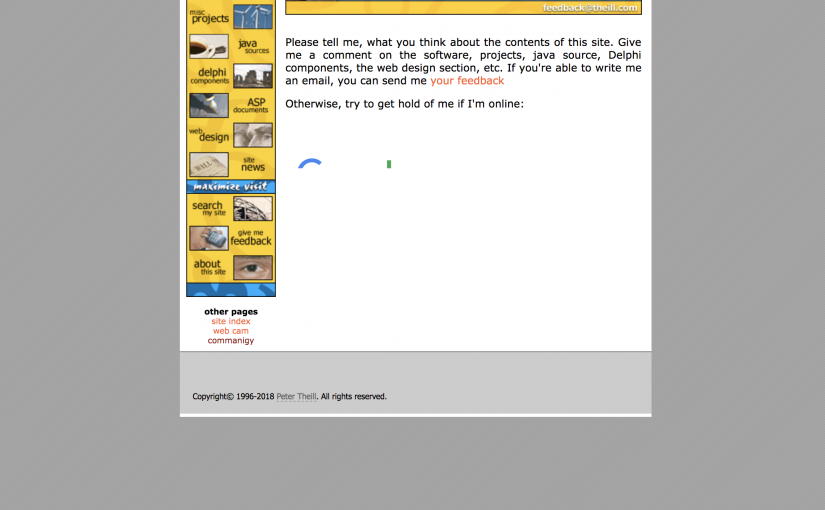 feedback@theill.com
misc
projects
java
sources
delphi
components
ASP
documents
web
design
site
news
maximize visit
search
my site
give me
feedback
about
this site
other pages
site index
web cam
commanigy
Please tell me, what you think about the contents of this site. Give
me a comment on the software, projects, java source, Delphi
components, the web design section, etc. If you're able to write me
an email, you can send me your feedback
Otherwise, try to get hold of me if I'm online:
Copyright© 1996-2018 Peter Theill. All rights reserved.